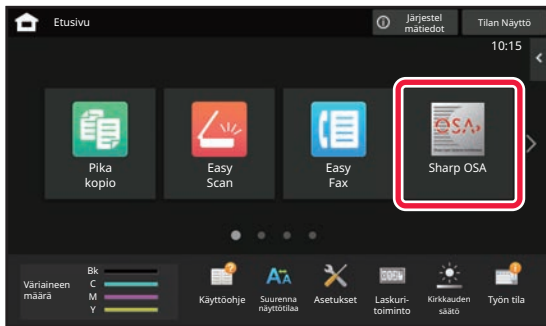 Etusivu
Järjestel
mätiedot
Tilan Näyttö
10:15
Pika
kopio
Easy
Scan
Easy
Fax
OSA
Sharp OSA
Väriaineen
määrä
Bk
C
M
Y
Käyttöohje
Suurenna
näyttötilaa
Asetukset
Laskuri-
toiminto
Kirkkauden
säätö
Työn tila